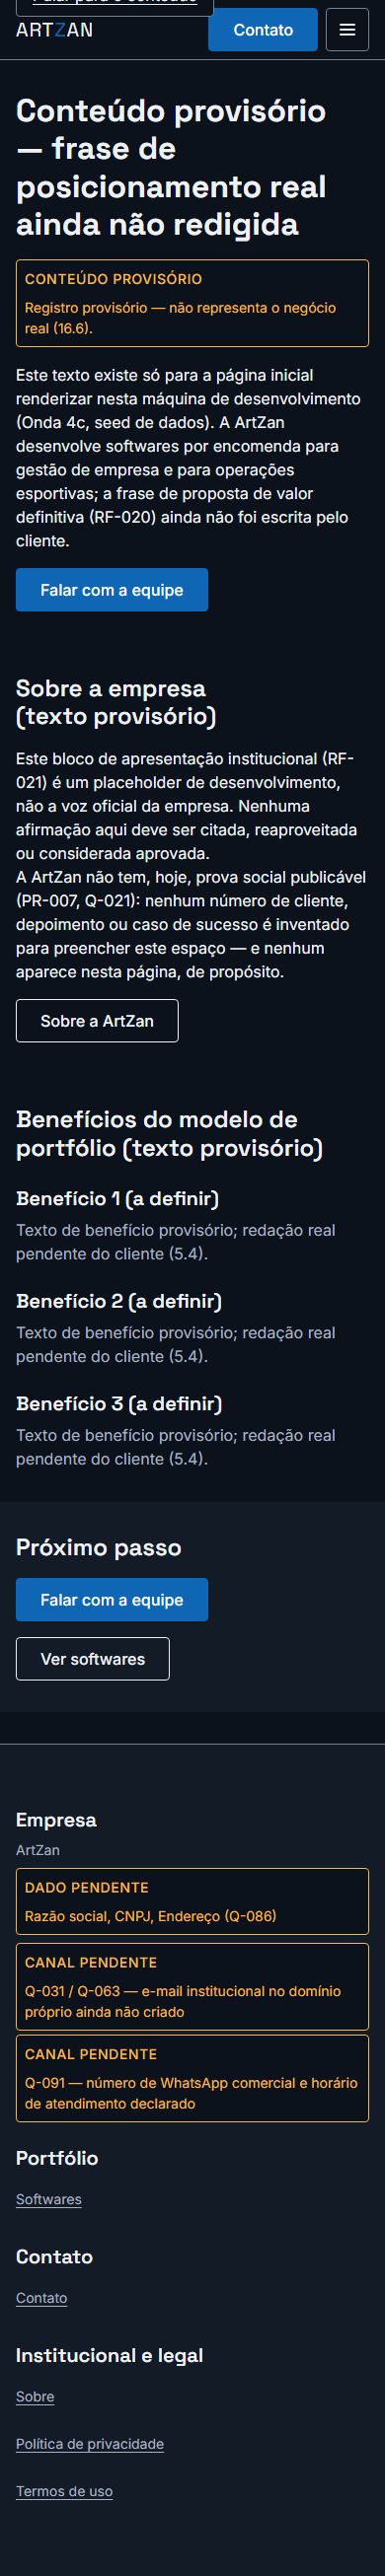 Pular para o conteúdo
ARTZAN
Contato
Conteúdo provisório
— frase de
posicionamento real
ainda não redigida
CONTEÚDO PROVISÓRIO
Registro provisório — não representa o negócio
real (16.6).
Este texto existe só para a página inicial
renderizar nesta máquina de desenvolvimento
(Onda 4c, seed de dados). A ArtZan
desenvolve softwares por encomenda para
gestão de empresa e para operações
esportivas; a frase de proposta de valor
definitiva (RF-020) ainda não foi escrita pelo
cliente.
Falar com a equipe
Sobre a empresa
(texto provisório)
Este bloco de apresentação institucional (RF-
021) é um placeholder de desenvolvimento,
não a voz oficial da empresa. Nenhuma
afirmação aqui deve ser citada, reaproveitada
ou considerada aprovada.
A ArtZan não tem, hoje, prova social publicável
(PR-007, Q-021): nenhum número de cliente,
depoimento ou caso de sucesso é inventado
para preencher este espaço — e nenhum
aparece nesta página, de propósito.
Sobre a ArtZan
Benefícios do modelo de
portfólio (texto provisório)
Benefício 1 (a definir)
Texto de benefício provisório; redação real
pendente do cliente (5.4).
Benefício 2 (a definir)
Texto de benefício provisório; redação real
pendente do cliente (5.4).
Benefício 3 (a definir)
Texto de benefício provisório; redação real
pendente do cliente (5.4).
Próximo passo
Falar com a equipe
Ver softwares
Empresa
ArtZan
DADO PENDENTE
Razão social, CNPJ, Endereço (Q-086)
CANAL PENDENTE
Q-031 / Q-063 — e-mail institucional no domínio
próprio ainda não criado
CANAL PENDENTE
Q-091 — número de WhatsApp comercial e horário
de atendimento declarado
Portfólio
Softwares
Contato
Contato
Institucional e legal
Sobre
Política de privacidade
Termos de uso